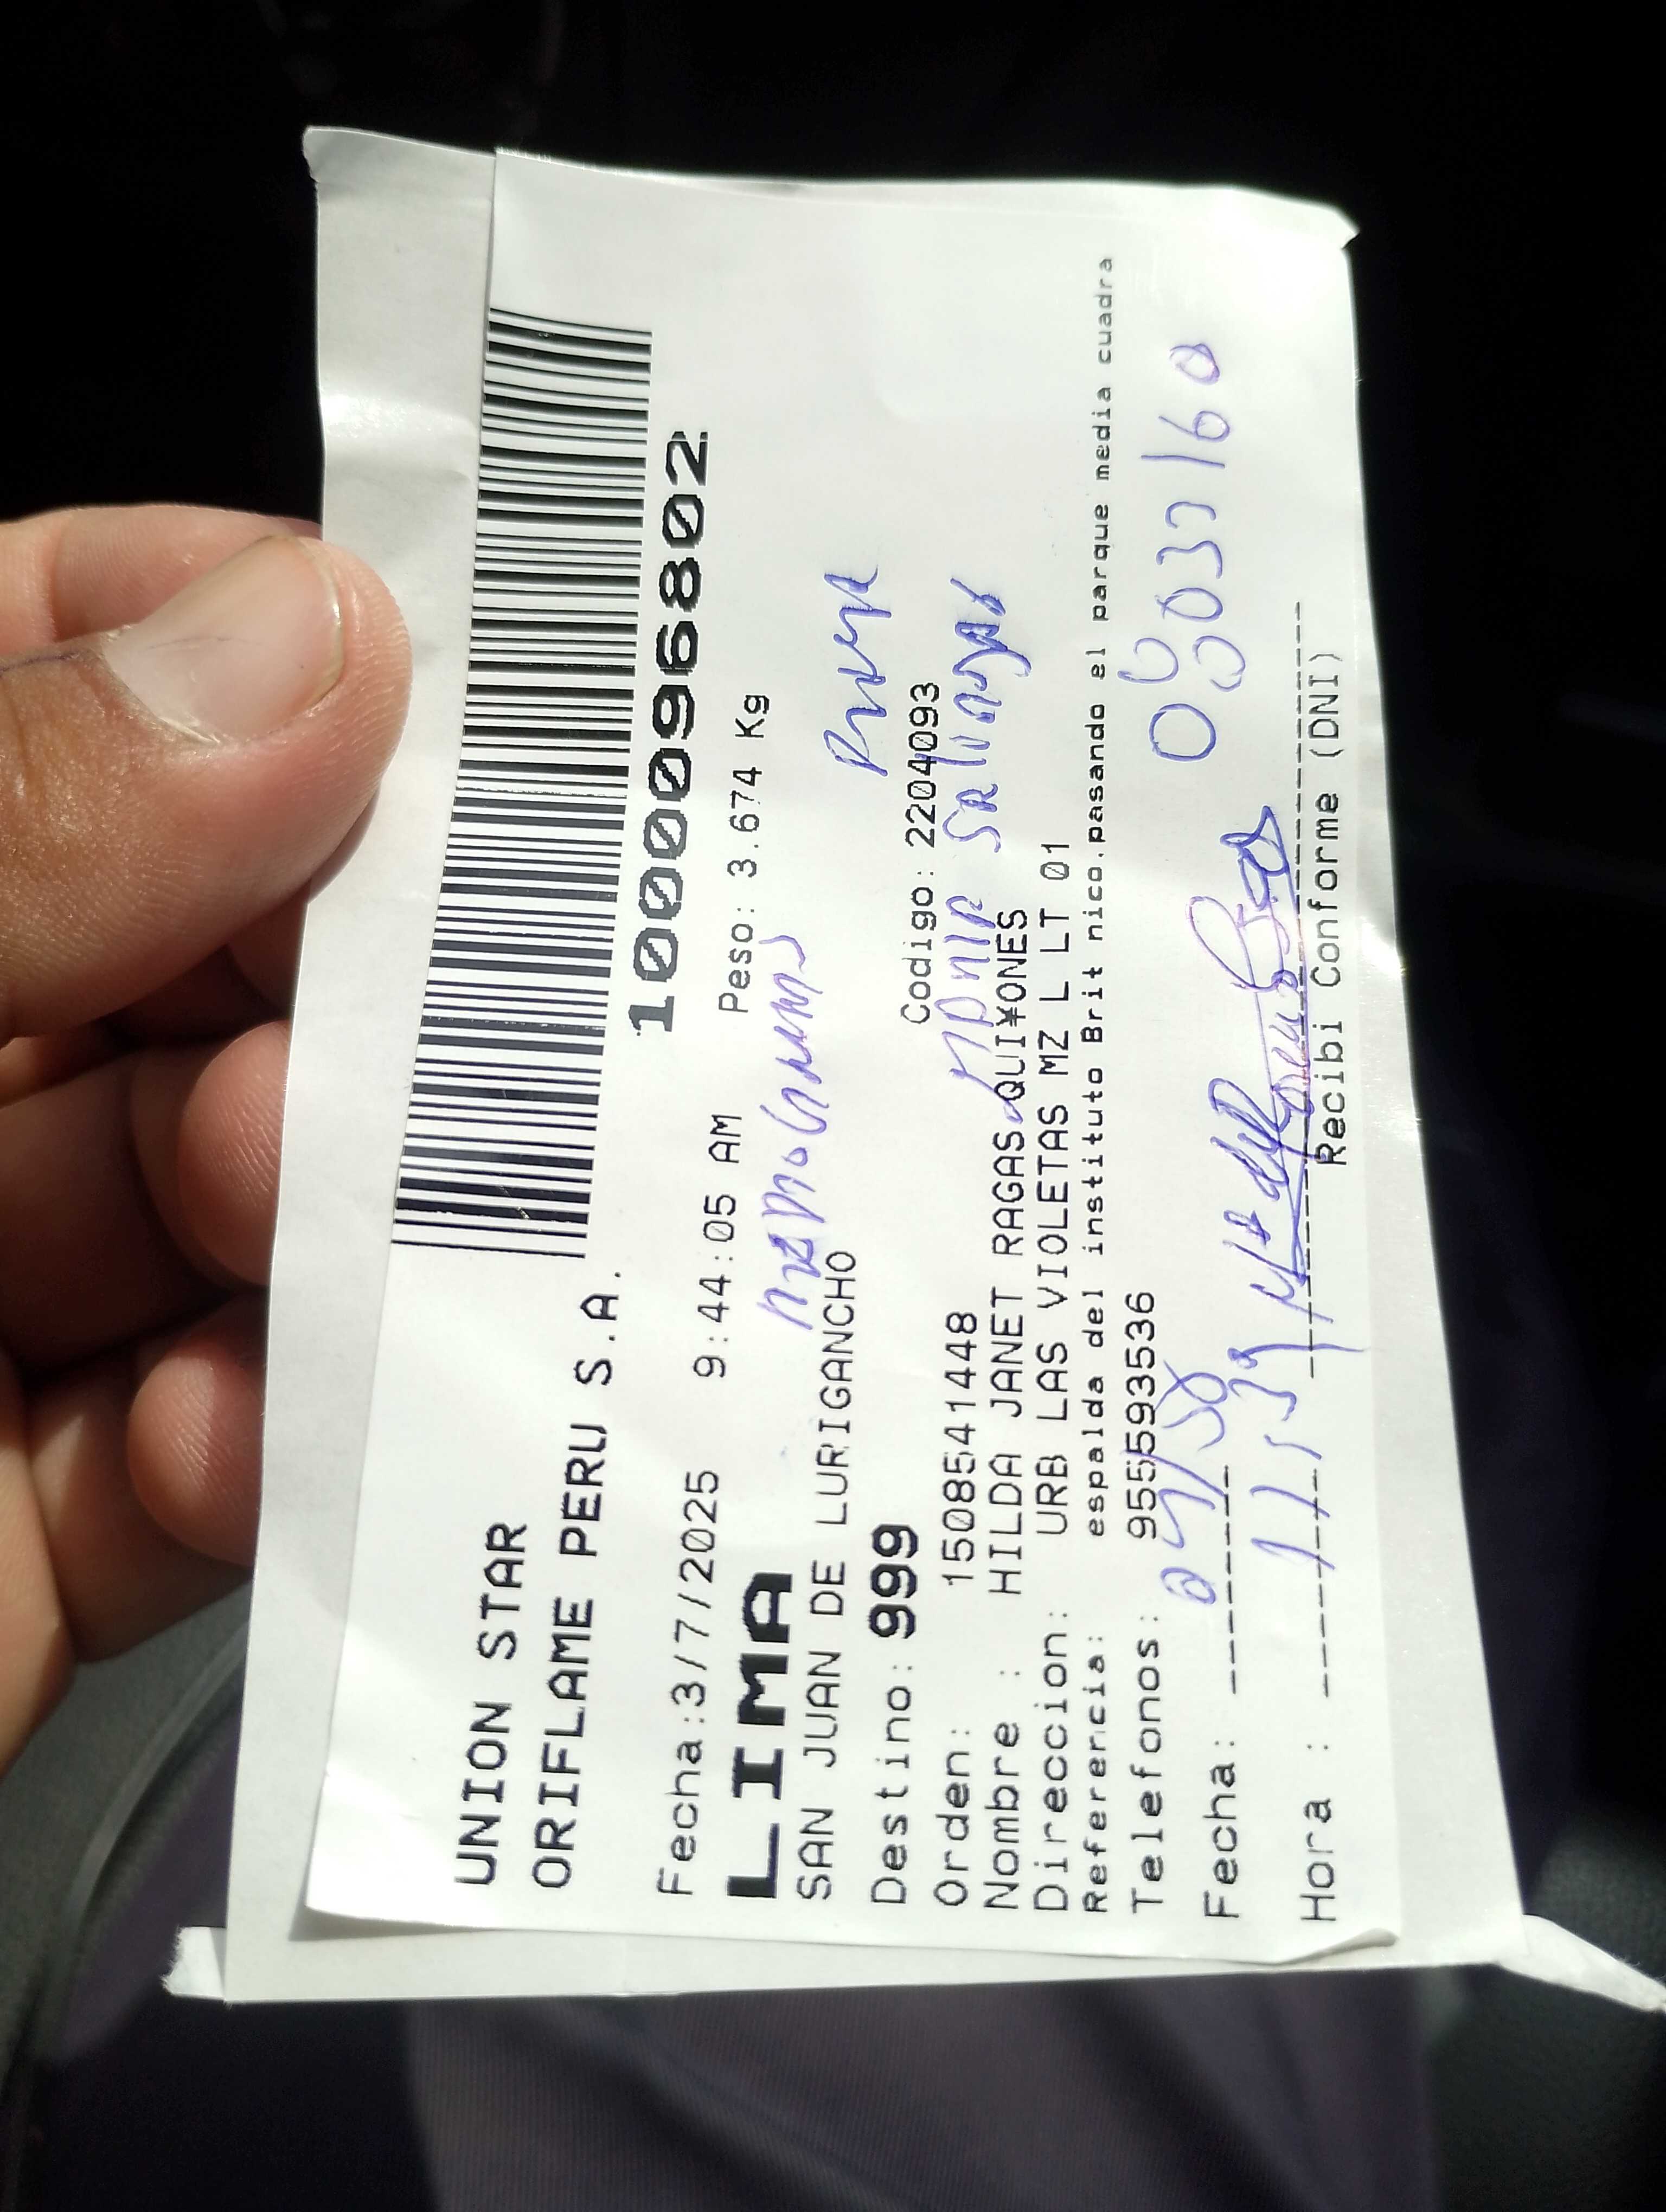 UNION STAR
ORIFLAME PERU S.A.
1000096802
Fecha:3/7/2025 9:44:05 AM Peso: 3.674 Kg
LIMA
SAN JUAN DE LURIGANCHO
Destino: 999 Codigo: 2204093
Orden: 1508541448
Nombre : HILDA JANET RAGAS QUI¥ONES
Direccion: URB LAS VIOLETAS MZ L LT 01
Referencia: espalda del instituto Brit nico.pasando el parque media cuadra
Telefonos: 955593536
Fecha:
Hora : 11:39
Recibi Conforme (DNI)